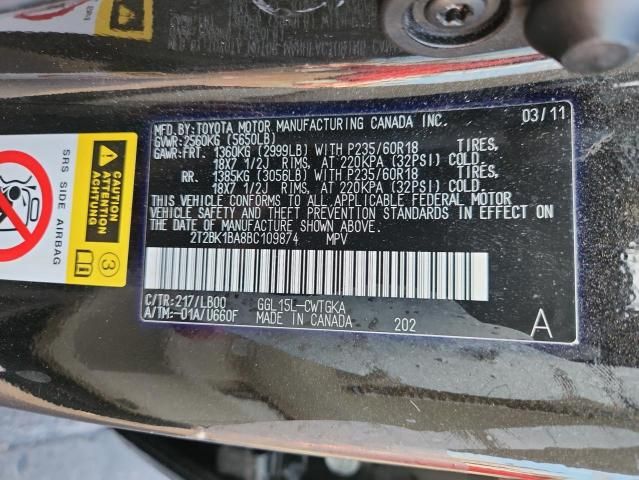 MFD. BY: TOYOTA MOTOR MANUFACTURING CANADA INC. 03/11
GVWR: 2560KG (5650LB)
GAWR: FRT. 1360KG (2999LB) WITH P235/60R18 TIRES,
18X7 1/2J RIMS, AT 220KPA (32PSI) COLD.
RR. 1385KG (3056LB) WITH P235/60R18 TIRES,
18X7 1/2J RIMS, AT 220KPA (32PSI) COLD.
THIS VEHICLE CONFORMS TO ALL APPLICABLE FEDERAL MOTOR
VEHICLE SAFETY AND THEFT PREVENTION STANDARDS IN EFFECT ON
THE DATE OF MANUFACTURE SHOWN ABOVE.
2T2BK1BA8BC109874 MPV
C/TR: 217/LB00 GGL15L-CWTGKA
A/TM: -01A/U660F MADE IN CANADA 202 A
SRS SIDE AIRBAG
CAUTION
ATTENTION
ACHTUNG
3